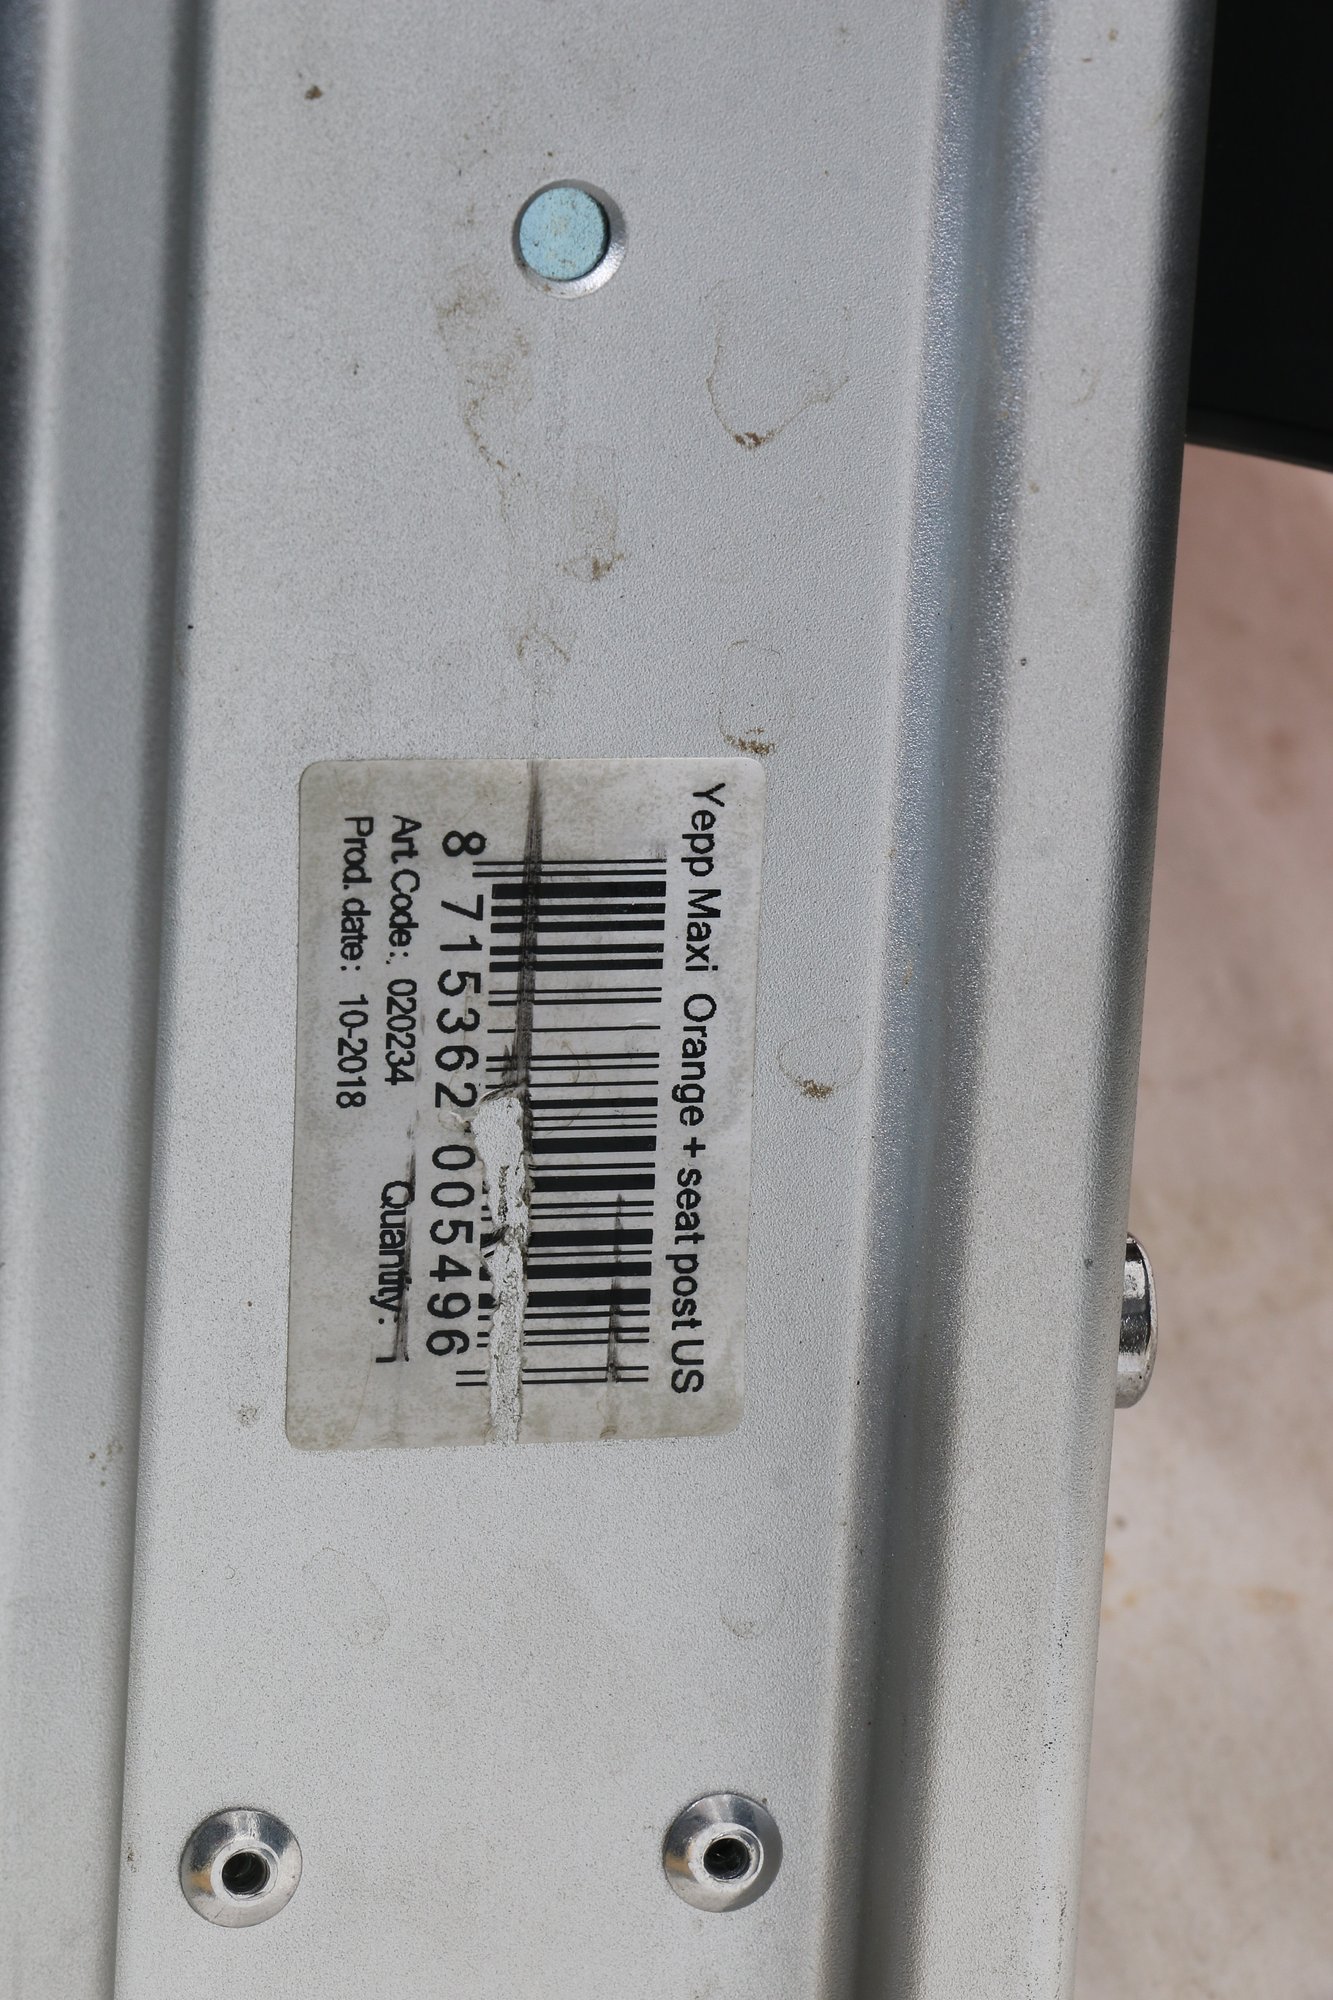 Yepp Maxi Orange + seat post US
8 715362 005496
Art Code:. 020234 Quantity: 1
Prod. date: 10-2018